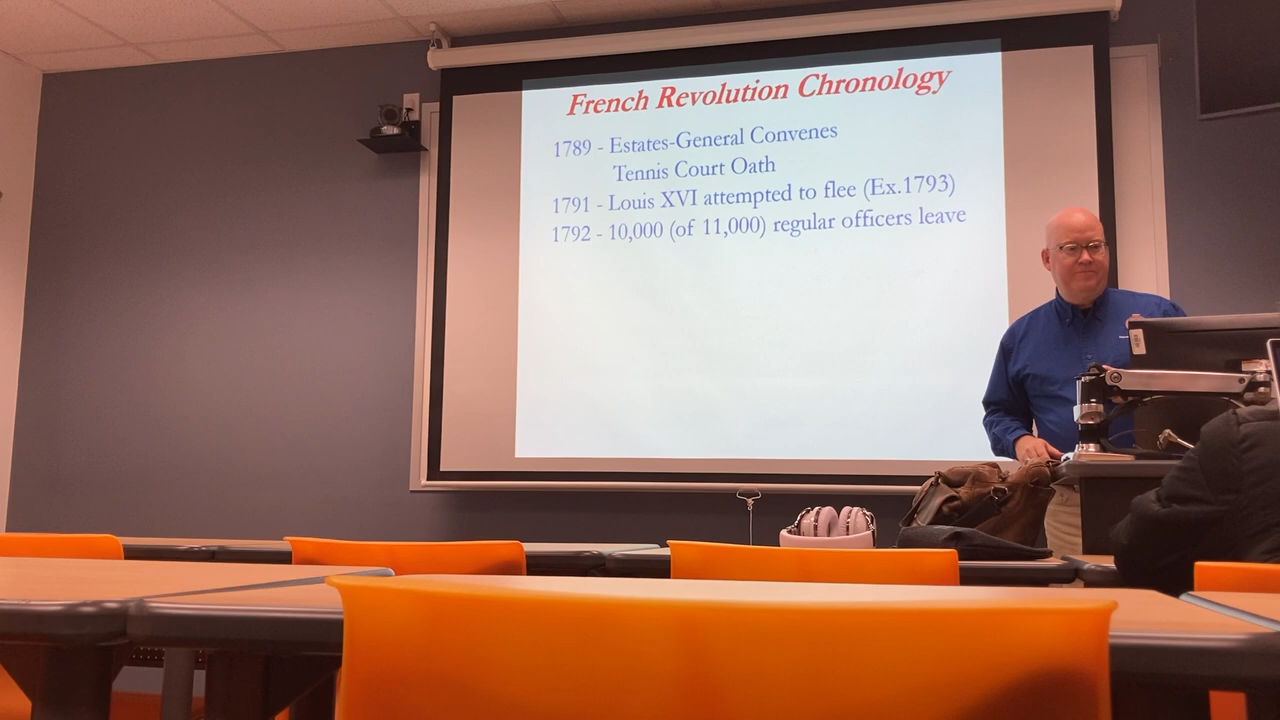 French Revolution Chronology
1789 - Estates-General Convenes
Tennis Court Oath
1791 - Louis XVI attempted to flee (Ex.1793)
1792 - 10,000 (of 11,000) regular officers leave